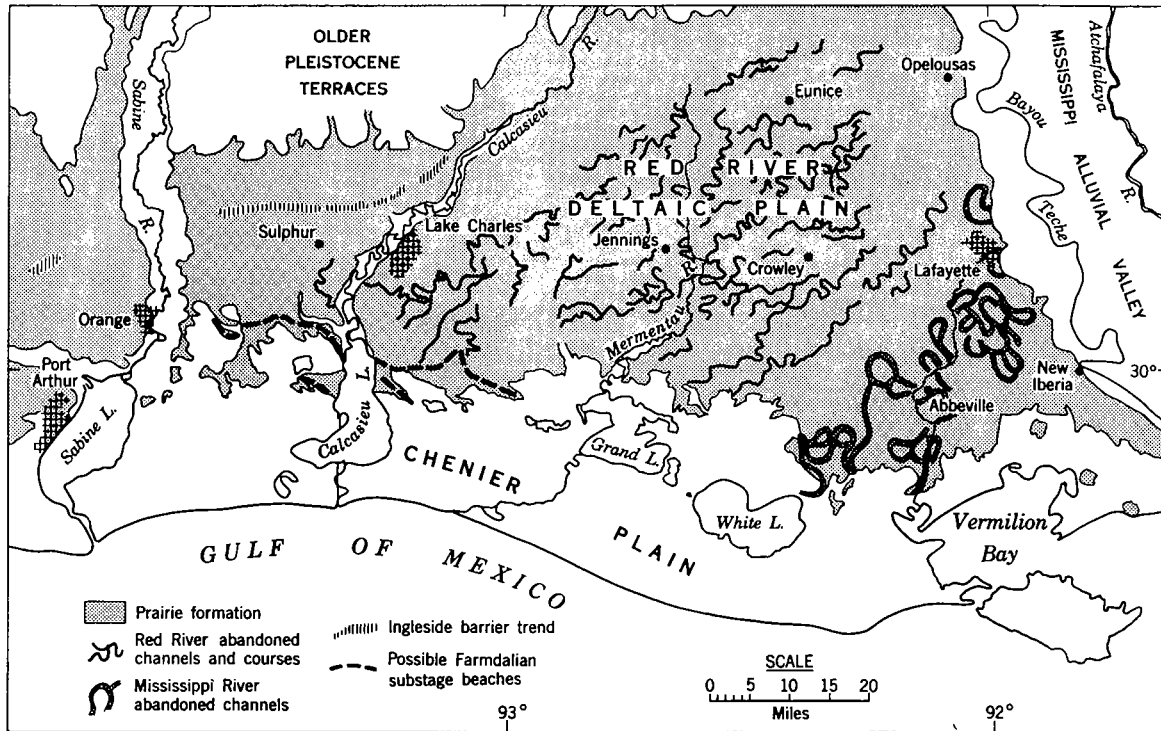 OLDER
PLEISTOCENE
TERRACES
Sabine
R.
Calcasieu
R.
Opelousas
Eunice
MISSISSIPPI
ALLUVIAL
VALLEY
Atchafalaya
R.
Bayou
Teche
RED RIVER
DELTAIC PLAIN
Sulphur
Lake Charles
Jennings
Crowley
Lafayette
Mermentau
R.
Orange
Port
Arthur
Sabine L.
Calcasieu L.
New
Iberia
30°
Abbeville
Grand L.
White L.
CHENIER
PLAIN
Vermilion
Bay
GULF OF MEXICO
Prairie formation
Red River abandoned
channels and courses
Mississippi River
abandoned channels
Ingleside barrier trend
Possible Farmdalian
substage beaches
SCALE
0 5 10 15 20
Miles
93°
92°